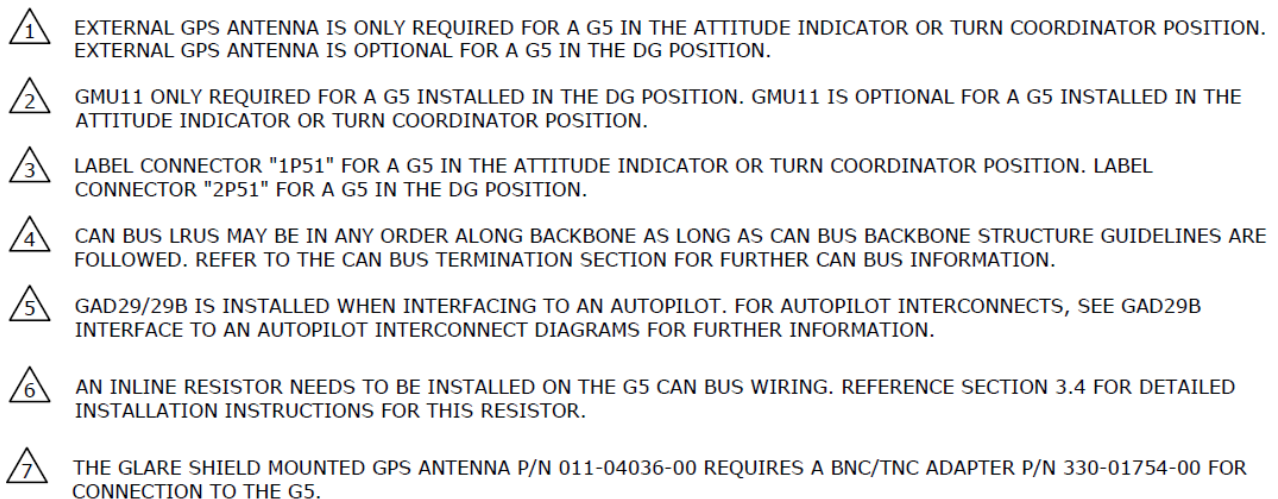 1 EXTERNAL GPS ANTENNA IS ONLY REQUIRED FOR A G5 IN THE ATTITUDE INDICATOR OR TURN COORDINATOR POSITION.
EXTERNAL GPS ANTENNA IS OPTIONAL FOR A G5 IN THE DG POSITION.
2 GMU11 ONLY REQUIRED FOR A G5 INSTALLED IN THE DG POSITION. GMU11 IS OPTIONAL FOR A G5 INSTALLED IN THE
ATTITUDE INDICATOR OR TURN COORDINATOR POSITION.
3 LABEL CONNECTOR "1P51" FOR A G5 IN THE ATTITUDE INDICATOR OR TURN COORDINATOR POSITION. LABEL
CONNECTOR "2P51" FOR A G5 IN THE DG POSITION.
4 CAN BUS LRUS MAY BE IN ANY ORDER ALONG BACKBONE AS LONG AS CAN BUS BACKBONE STRUCTURE GUIDELINES ARE
FOLLOWED. REFER TO THE CAN BUS TERMINATION SECTION FOR FURTHER CAN BUS INFORMATION.
5 GAD29/29B IS INSTALLED WHEN INTERFACING TO AN AUTOPILOT. FOR AUTOPILOT INTERCONNECTS, SEE GAD29B
INTERFACE TO AN AUTOPILOT INTERCONNECT DIAGRAMS FOR FURTHER INFORMATION.
6 AN INLINE RESISTOR NEEDS TO BE INSTALLED ON THE G5 CAN BUS WIRING. REFERENCE SECTION 3.4 FOR DETAILED
INSTALLATION INSTRUCTIONS FOR THIS RESISTOR.
7 THE GLARE SHIELD MOUNTED GPS ANTENNA P/N 011-04036-00 REQUIRES A BNC/TNC ADAPTER P/N 330-01754-00 FOR
CONNECTION TO THE G5.